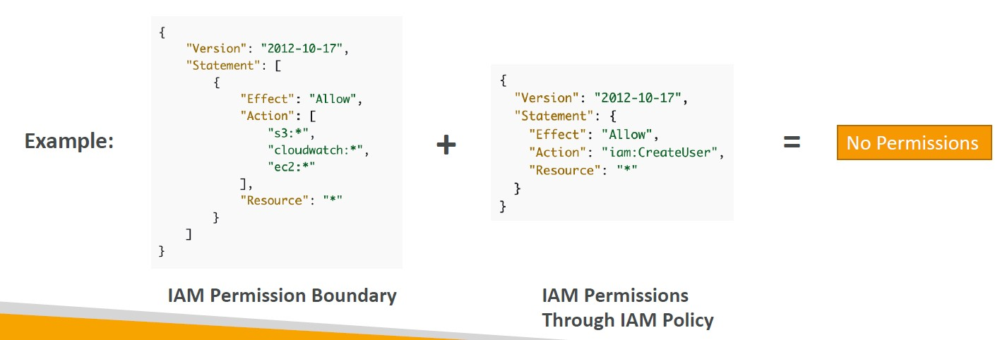 Example:
{
    "Version": "2012-10-17",
    "Statement": [
        {
            "Effect": "Allow",
            "Action": [
                "s3:*",
                "cloudwatch:*",
                "ec2:*"
            ],
            "Resource": "*"
        }
    ]
}
IAM Permission Boundary
+
{
  "Version": "2012-10-17",
  "Statement": {
    "Effect": "Allow",
    "Action": "iam:CreateUser",
    "Resource": "*"
  }
}
IAM Permissions
Through IAM Policy
=
No Permissions